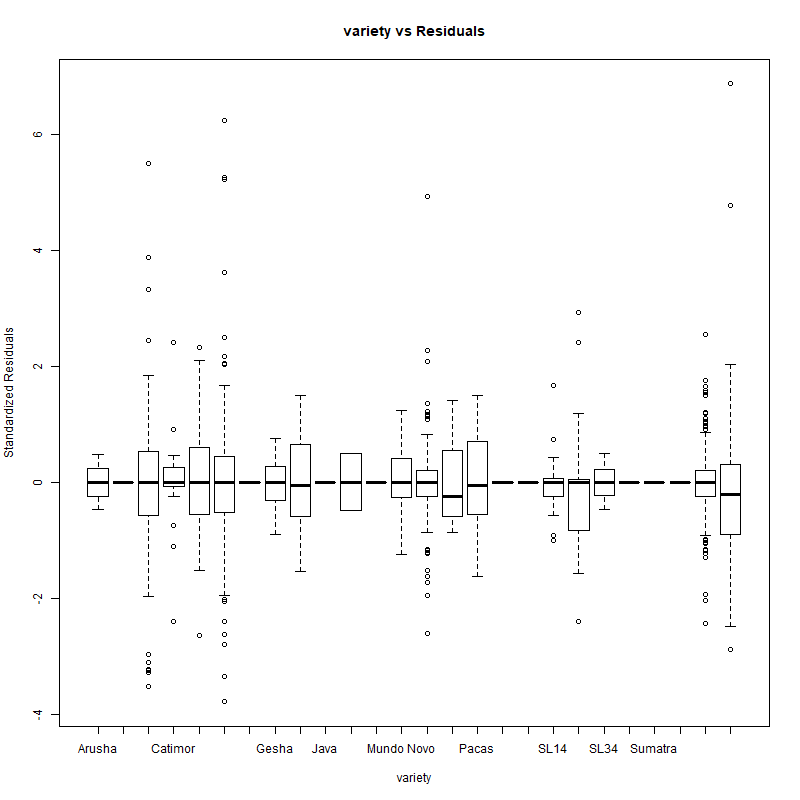 variety vs Residuals
Standardized Residuals
6
4
2
0
-2
-4
Arusha Catimor Gesha Java Mundo Novo Pacas SL14 SL34 Sumatra
variety